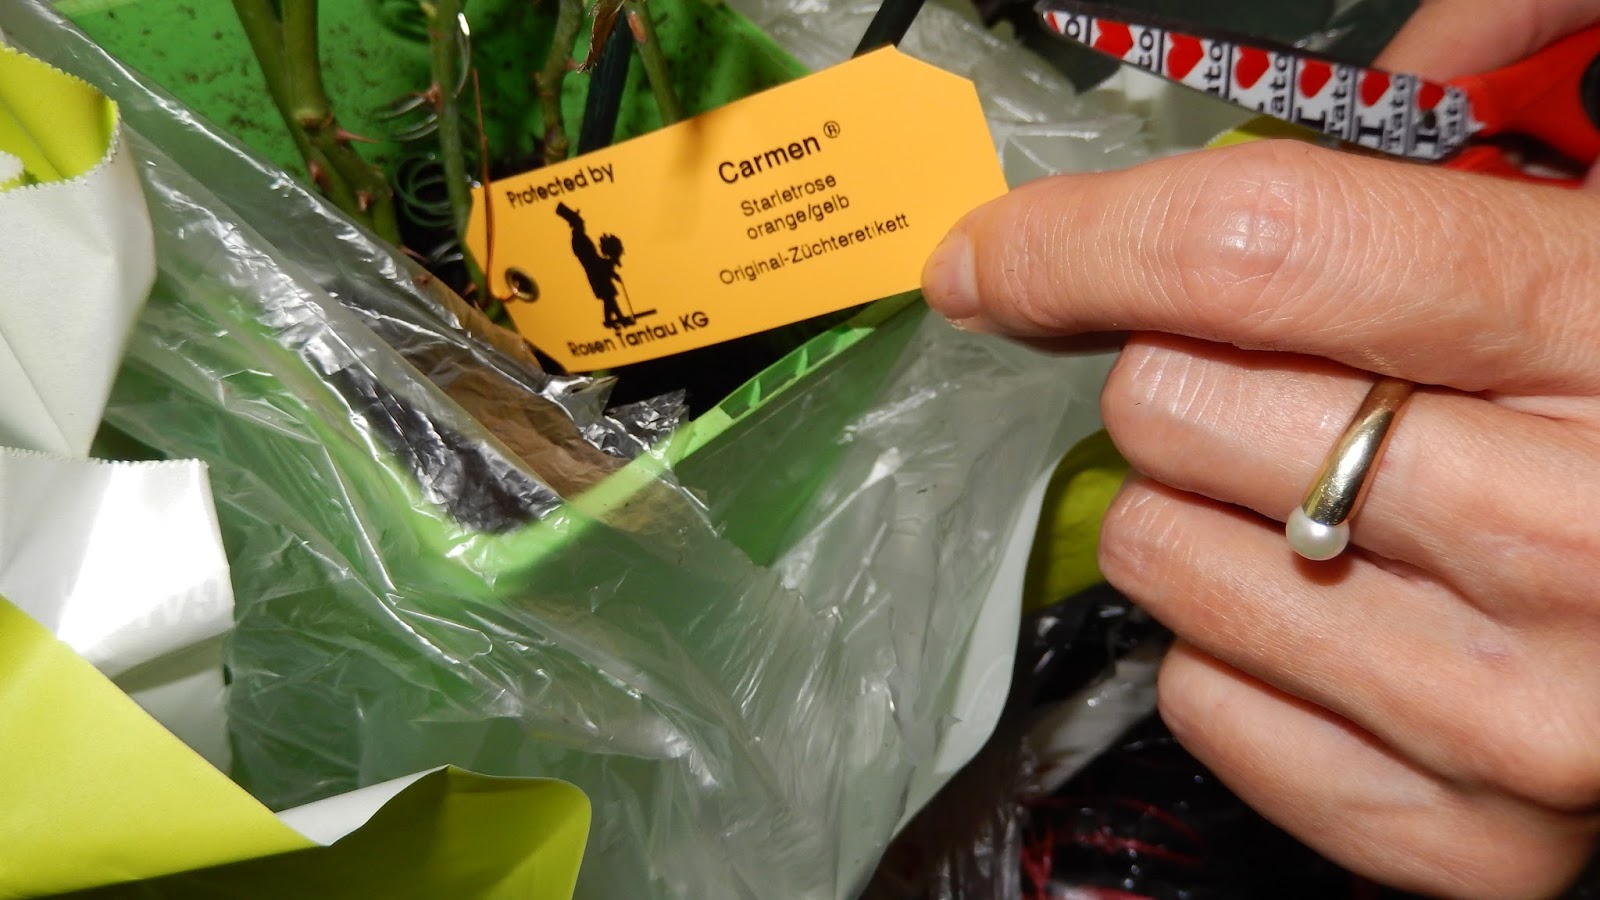 Protected by
Rosen Tantau KG
Carmen®
Starletrose
orange/gelb
Original-Züchteretikett